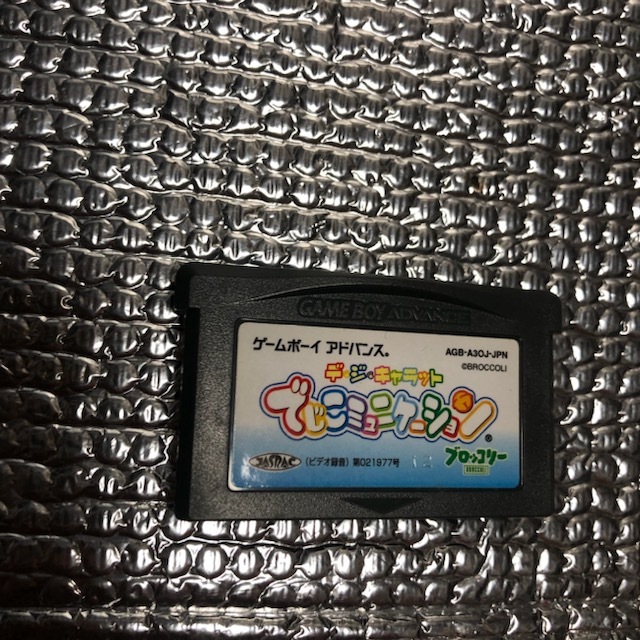 GAME BOY ADVANCE
ゲームボーイ アドバンス®
AGB-A3OJ-JPN
©BROCCOLI
デ・ジ・キャラット
でじこミュニケーション®
JASRAC
(ビデオ録音) 第021977号
ブロッコリー
BROCCOLI